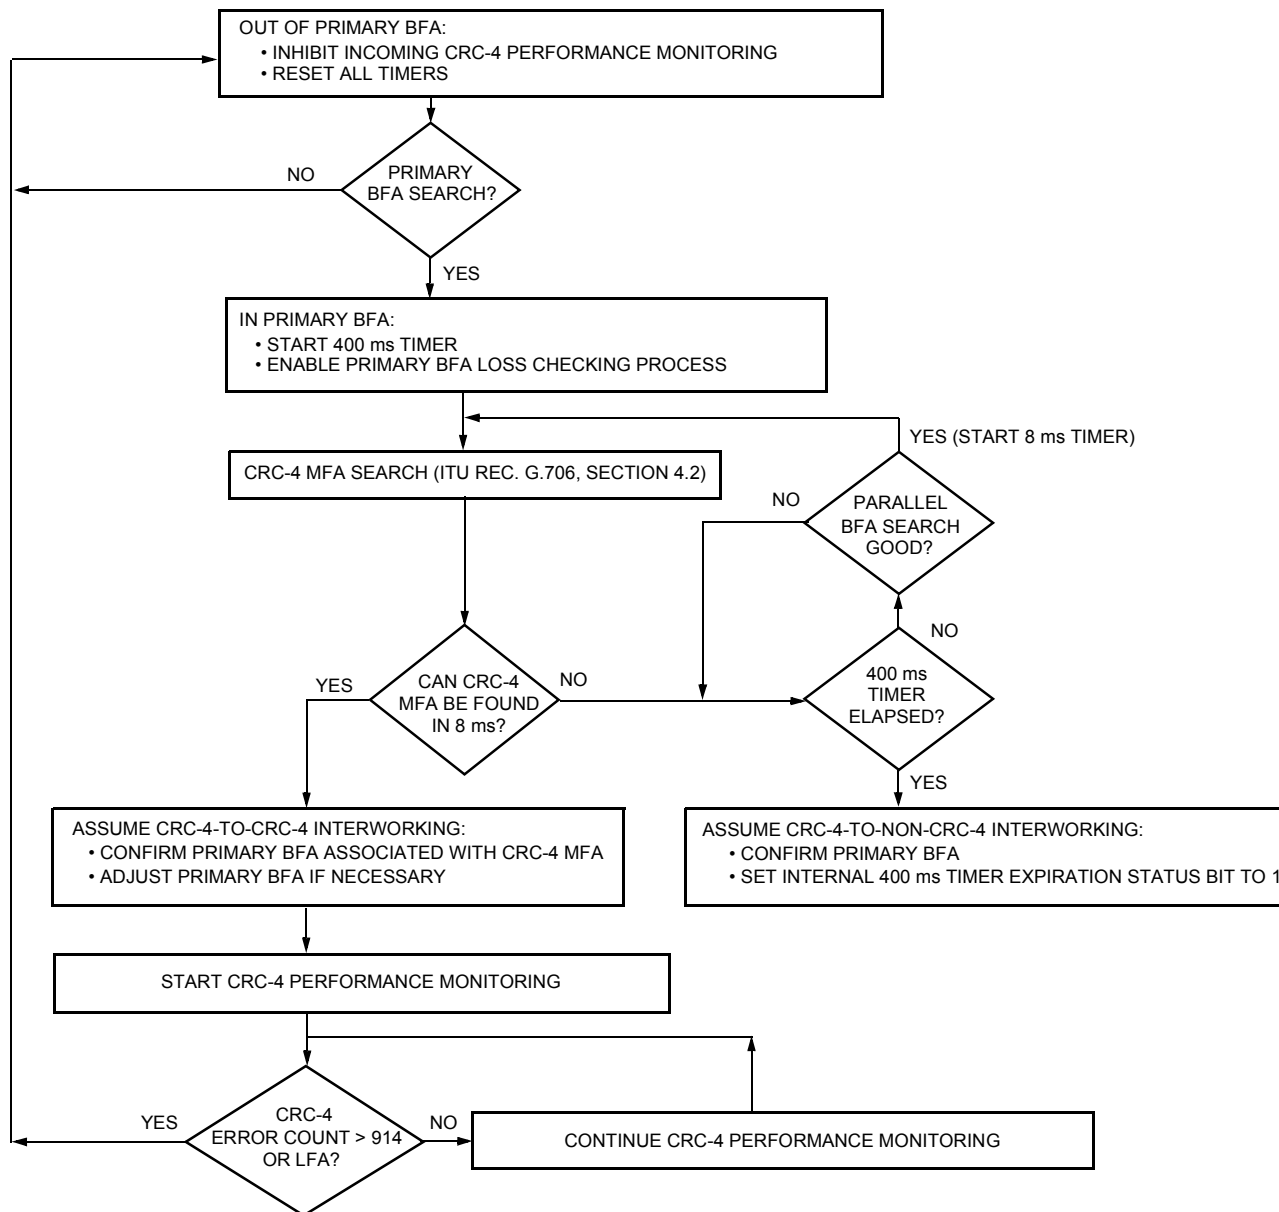 OUT OF PRIMARY BFA:
• INHIBIT INCOMING CRC-4 PERFORMANCE MONITORING
• RESET ALL TIMERS
NO
PRIMARY
BFA SEARCH?
YES
IN PRIMARY BFA:
• START 400 ms TIMER
• ENABLE PRIMARY BFA LOSS CHECKING PROCESS
YES (START 8 ms TIMER)
CRC-4 MFA SEARCH (ITU REC. G.706, SECTION 4.2)
NO
PARALLEL
BFA SEARCH
GOOD?
NO
YES
CAN CRC-4
MFA BE FOUND
IN 8 ms?
NO
400 ms
TIMER
ELAPSED?
YES
ASSUME CRC-4-TO-CRC-4 INTERWORKING:
• CONFIRM PRIMARY BFA ASSOCIATED WITH CRC-4 MFA
• ADJUST PRIMARY BFA IF NECESSARY
ASSUME CRC-4-TO-NON-CRC-4 INTERWORKING:
• CONFIRM PRIMARY BFA
• SET INTERNAL 400 ms TIMER EXPIRATION STATUS BIT TO 1
START CRC-4 PERFORMANCE MONITORING
YES
CRC-4
ERROR COUNT > 914
OR LFA?
NO
CONTINUE CRC-4 PERFORMANCE MONITORING